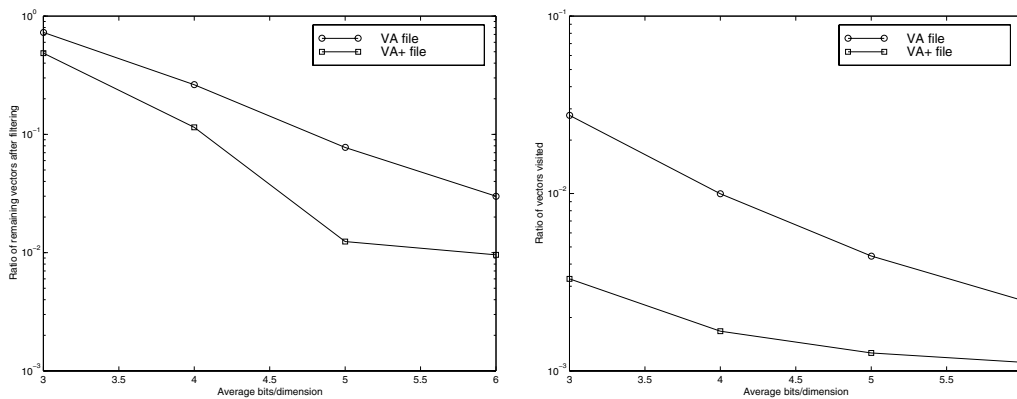 10^0
10^-1
10^-2
10^-3
Ratio of remaining vectors after filtering
VA file
VA+ file
3
3.5
4
4.5
5
5.5
6
Average bits/dimension
10^-1
10^-2
10^-3
Ratio of vectors visited
VA file
VA+ file
3
3.5
4
4.5
5
5.5
Average bits/dimension